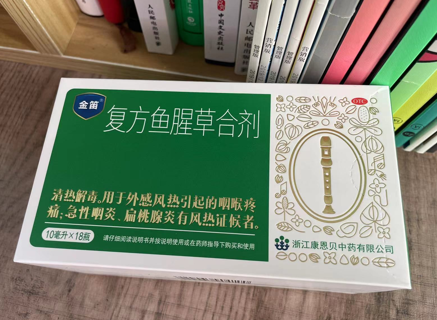 金笛
复方鱼腥草合剂
OTC
清热解毒。用于外感风热引起的咽喉疼
痛；急性咽炎、扁桃腺炎有风热证候者。
10毫升×18瓶
请仔细阅读说明书并按说明使用或在药师指导下购买和使用
浙江康恩贝中药有限公司